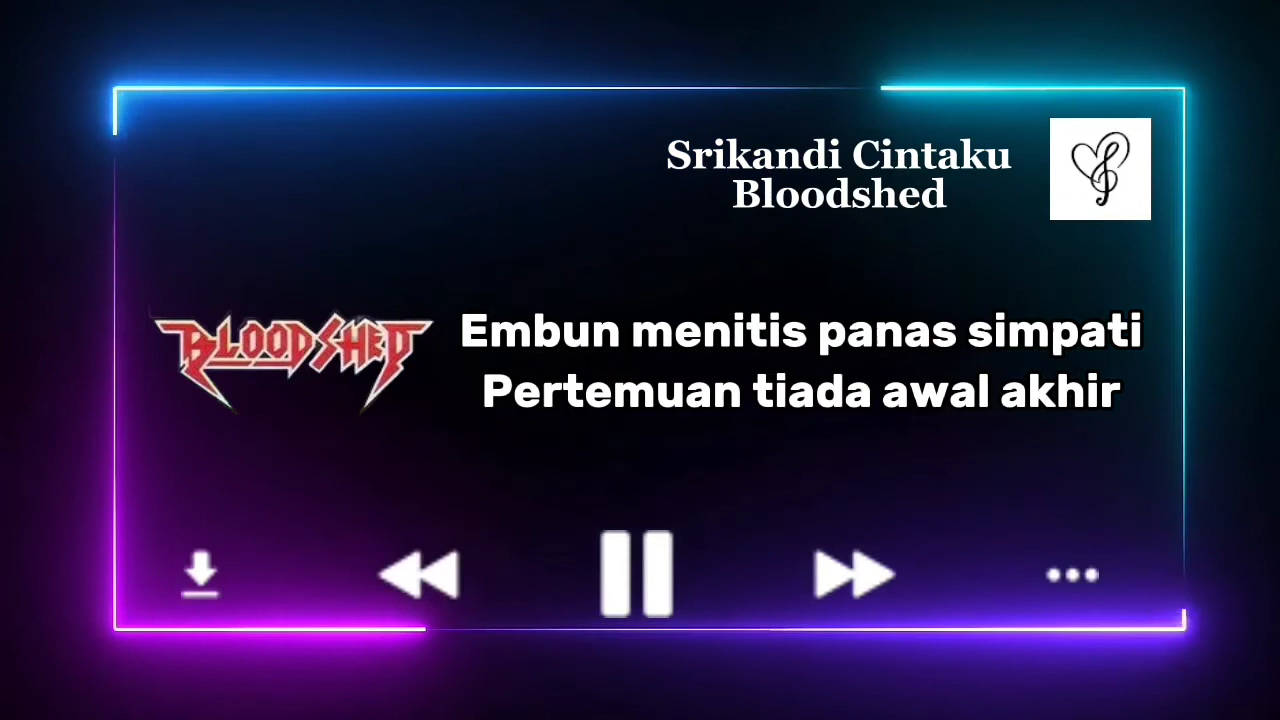 Srikandi Cintaku
Bloodshed
BLOODSHED
Embun menitis panas simpati
Pertemuan tiada awal akhir